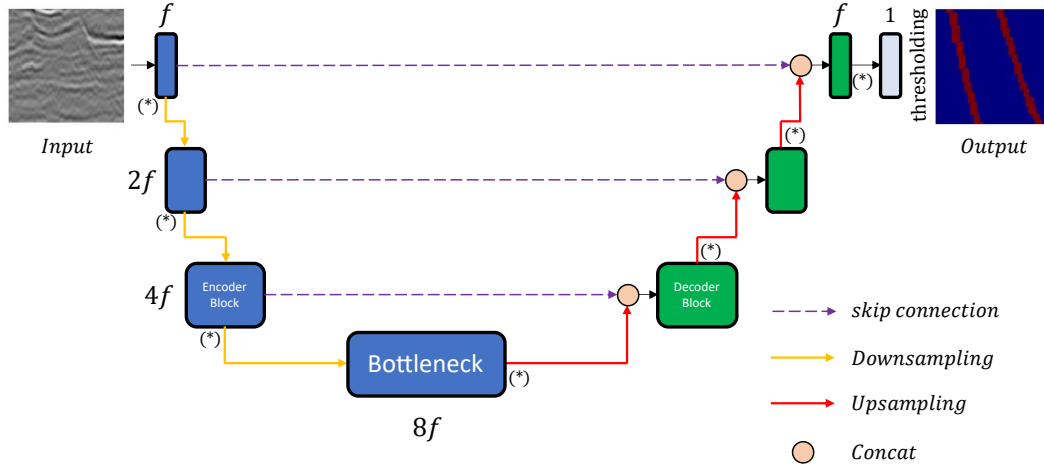 f
f
1
(*)
(*)
thresholding
Input
Output
(*)
2f
(*)
(*)
4f
Encoder
Block
Decoder
Block
(*)
Bottleneck
(*)
8f
skip connection
Downsampling
Upsampling
Concat